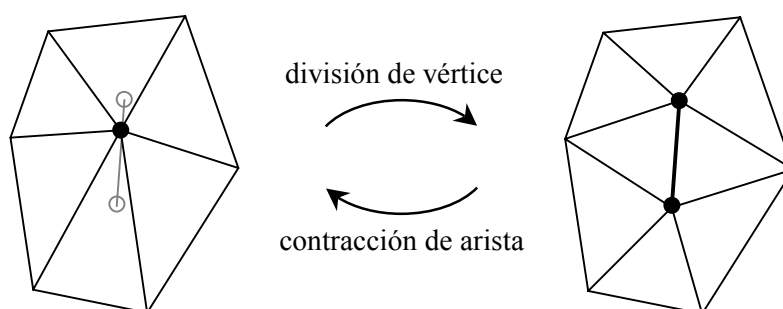 división de vértice
contracción de arista